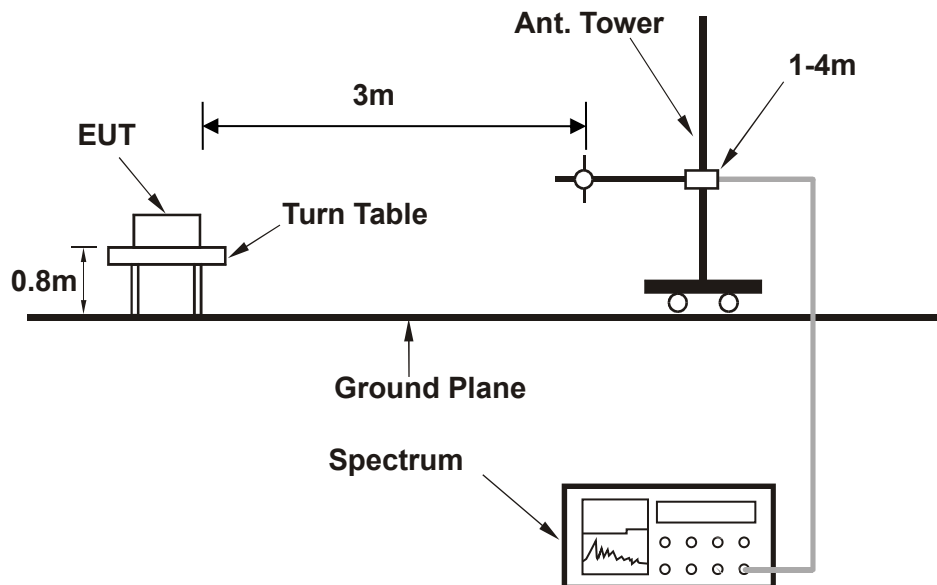 Ant. Tower
1-4m
3m
EUT
Turn Table
0.8m
Ground Plane
Spectrum